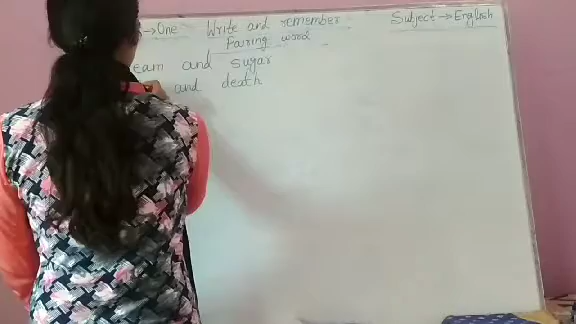 → One Write and remember Subject → English
Pairing word
eam and sugar
and death